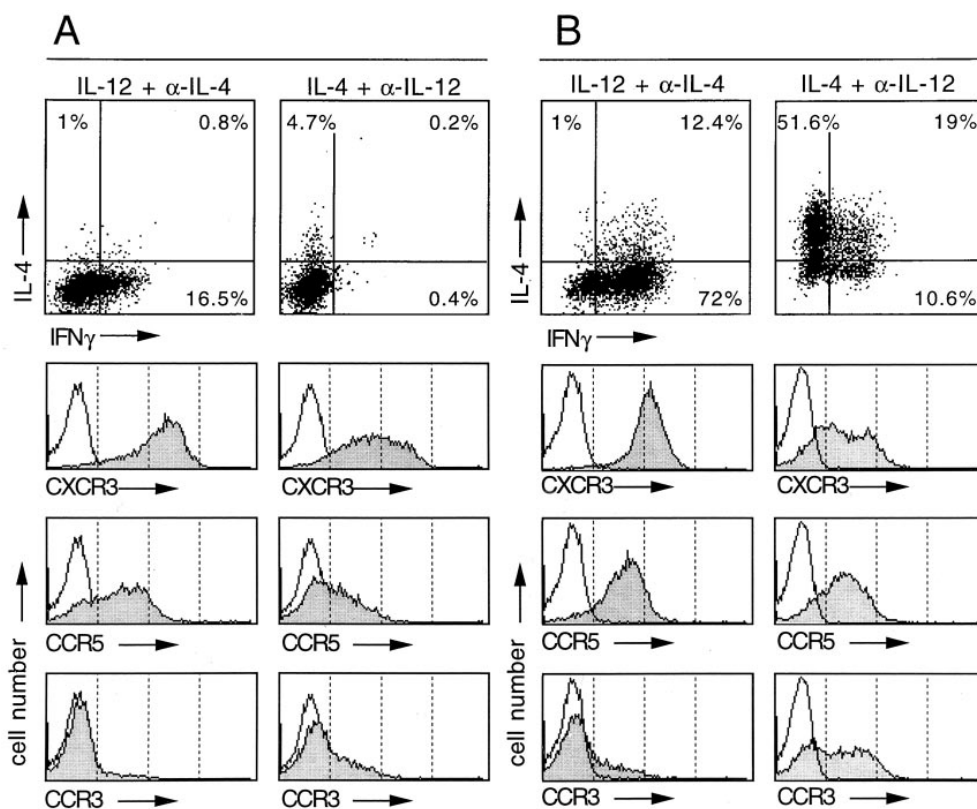 A B
IL-12 + α-IL-4 IL-4 + α-IL-12 IL-12 + α-IL-4 IL-4 + α-IL-12
1% 0.8% 4.7% 0.2% 1% 12.4% 51.6% 19%
IL-4 IL-4
16.5% 0.4% 72% 10.6%
IFNγ IFNγ
CXCR3 CXCR3 CXCR3 CXCR3
CCR5 CCR5 CCR5 CCR5
cell number cell number
CCR3 CCR3 CCR3 CCR3